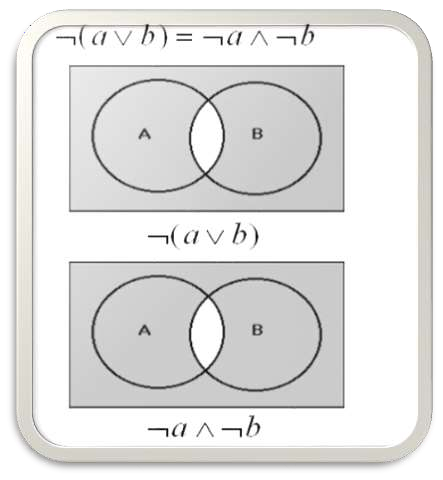 ¬(a ∨ b) = ¬a ∧ ¬b
A B
¬(a ∨ b)
A B
¬a ∧ ¬b